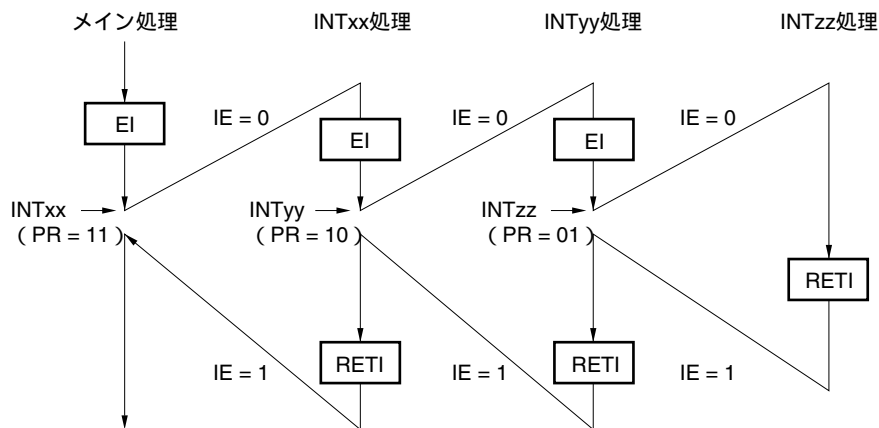 メイン処理 INTxx処理 INTyy処理 INTzz処理
EI IE = 0 EI IE = 0 EI IE = 0
INTxx INTyy INTzz
( PR = 11 ) ( PR = 10 ) ( PR = 01 )
RETI
IE = 1 RETI IE = 1 RETI IE = 1